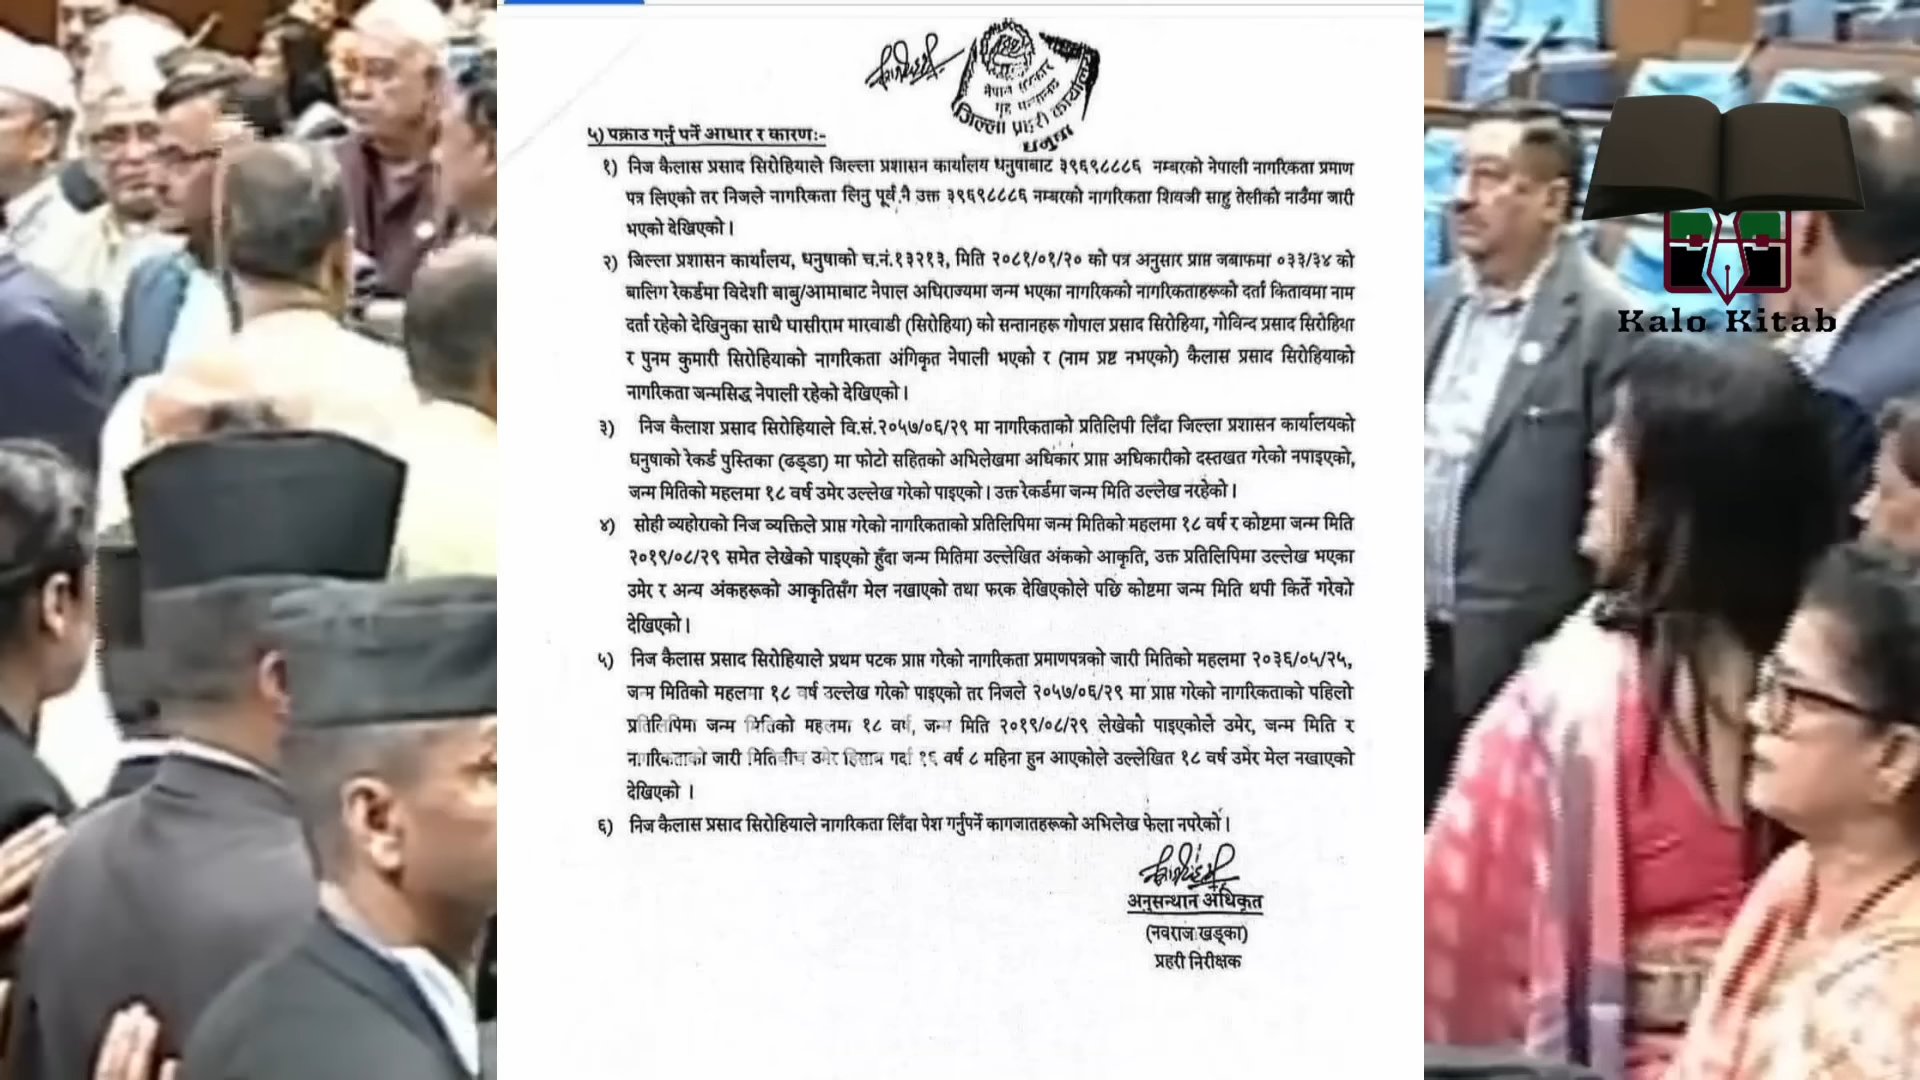 नेपाल सरकार
गृह मन्त्रालय
जिल्ला प्रहरी कार्यालय
धनुषा
५) पक्राउ गर्नु पर्ने आधार र कारणः-
१) निज कैलास प्रसाद सिरोहियाले जिल्ला प्रशासन कार्यालय धनुषाबाट ३९६९८८८६ नम्बरको नेपाली नागरिकता प्रमाण
पत्र लिएको तर निजले नागरिकता लिनु पूर्व नै उक्त ३९६९८८८६ नम्बरको नागरिकता शिवजी साहु तेलीको नाउँमा जारी
भएको देखिएको ।
२) जिल्ला प्रशासन कार्यालय, धनुषाको च.नं.१३२१३, मिति २०८१/०१/२० को पत्र अनुसार प्राप्त जबाफमा ०३३/३४ को
बालिग रेकर्डमा विदेशी बाबु/आमाबाट नेपाल अधिराज्यमा जन्म भएका नागरिकको नागरिकताहरूको दर्ता कितावमा नाम
दर्ता रहेको देखिनुका साथै घासीराम मारवाडी (सिरोहिया) को सन्तानहरू गोपाल प्रसाद सिरोहिया, गोविन्द प्रसाद सिरोहिया
र पुनम कुमारी सिरोहियाको नागरिकता अंगिकृत नेपाली भएको र (नाम प्रष्ट नभएको) कैलास प्रसाद सिरोहियाको
नागरिकता जन्मसिद्ध नेपाली रहेको देखिएको ।
३) निज कैलाश प्रसाद सिरोहियाले वि.सं.२०५७/०६/२९ मा नागरिकताको प्रतिलिपी लिँदा जिल्ला प्रशासन कार्यालयको
धनुषाको रेकर्ड पुस्तिका (ढड्डा) मा फोटो सहितको अभिलेखमा अधिकार प्राप्त अधिकारीको दस्तखत गरेको नपाइएको,
जन्म मितिको महलमा १८ वर्ष उमेर उल्लेख गरेको पाइएको । उक्त रेकर्डमा जन्म मिति उल्लेख नरहेको ।
४) सोही व्यहोराको निज व्यक्तिले प्राप्त गरेको नागरिकताको प्रतिलिपिमा जन्म मितिको महलमा १८ वर्ष र कोष्टमा जन्म मिति
२०१९/०८/२९ समेत लेखेको पाइएको हुँदा जन्म मितिमा उल्लेखित अंकको आकृति, उक्त प्रतिलिपिमा उल्लेख भएका
उमेर र अन्य अंकहरूको आकृतिसँग मेल नखाएको तथा फरक देखिएकोले पछि कोष्टमा जन्म मिति थपी किर्ते गरेको
देखिएको ।
५) निज कैलास प्रसाद सिरोहियाले प्रथम पटक प्राप्त गरेको नागरिकता प्रमाणपत्रको जारी मितिको महलमा २०३६/०५/२५,
जन्म मितिको महलमा १८ वर्ष उल्लेख गरेको पाइएको तर निजले २०५७/०६/२९ मा प्राप्त गरेको नागरिकताको पहिलो
प्रतिलिपिमा जन्म मितिको महलमा १८ वर्ष, जन्म मिति २०१९/०८/२९ लेखेको पाइएकोले उमेर, जन्म मिति र
नागरिकताको जारी मितिबीच उमेर हिसाब गर्दा १६ वर्ष ८ महिना हुन आएकोले उल्लेखित १८ वर्ष उमेर मेल नखाएको
देखिएको ।
६) निज कैलास प्रसाद सिरोहियाले नागरिकता लिँदा पेश गर्नुपर्ने कागजातहरूको अभिलेख फेला नपरेको ।
अनुसन्धान अधिकृत
(नवराज खड्का)
प्रहरी निरीक्षक
Kalo Kitab